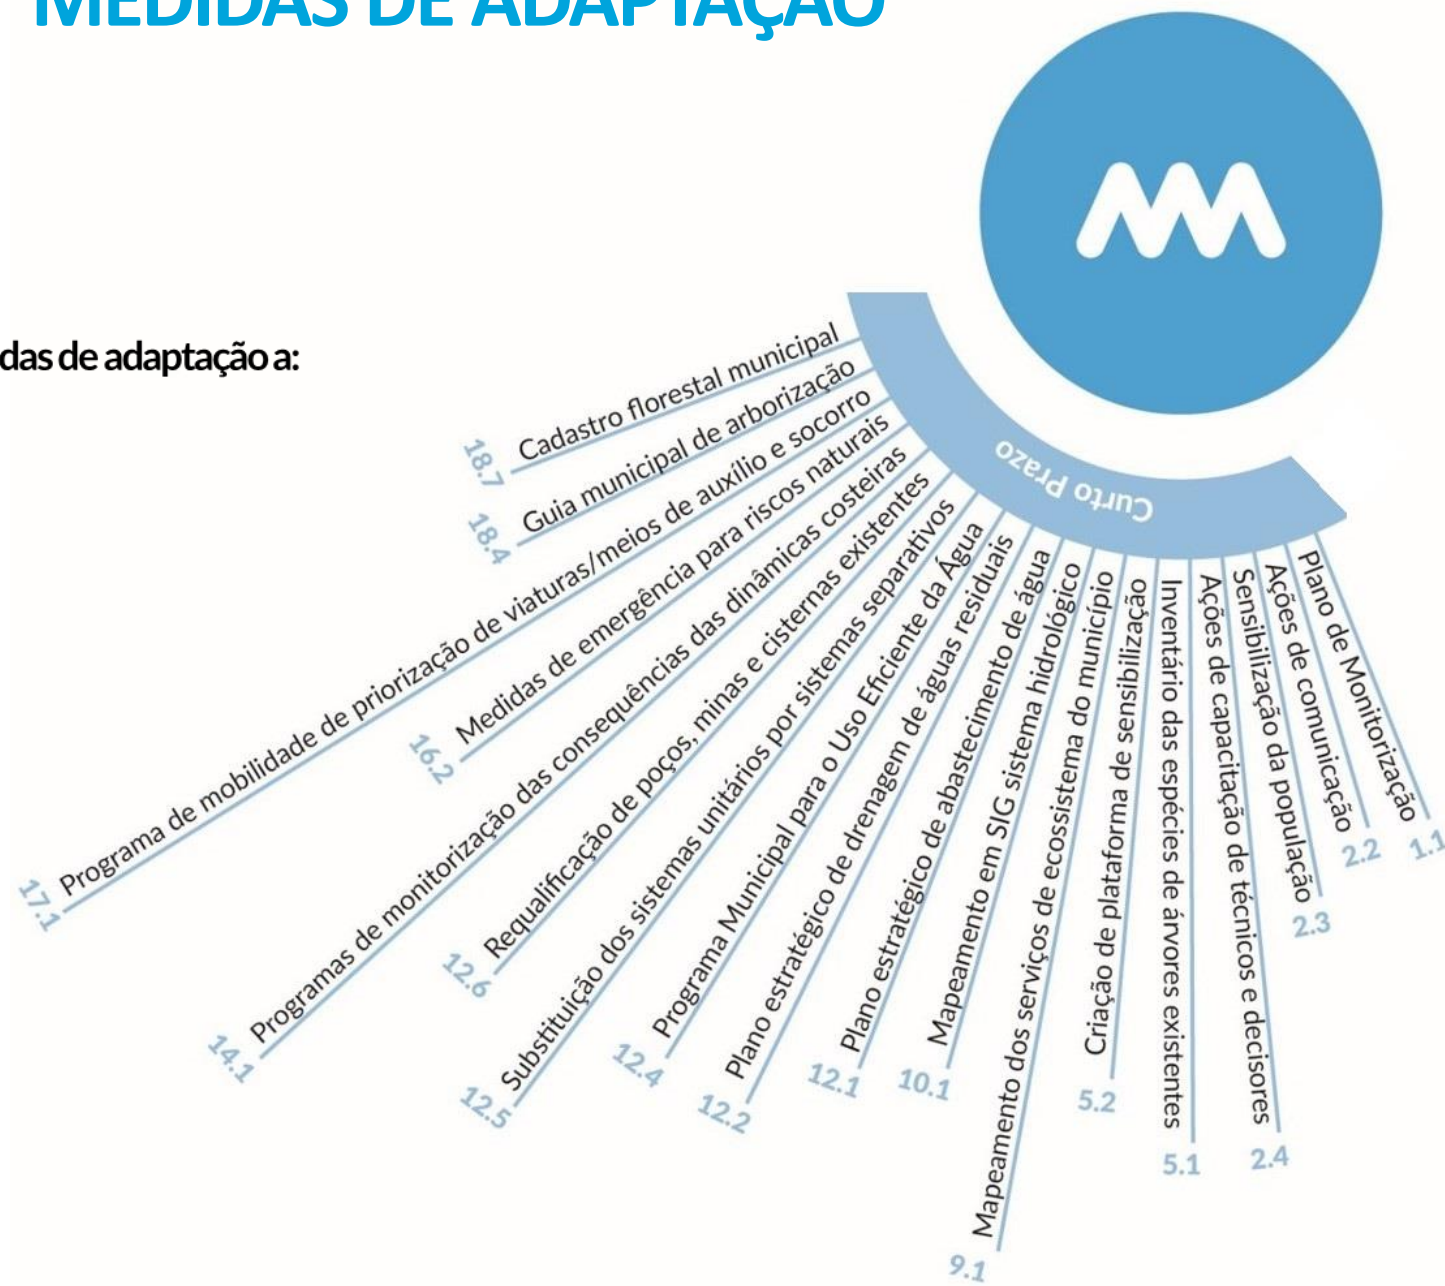 MEDIDAS DE ADAPTAÇÃO
das de adaptação a:
Curto Prazo
Cadastro florestal municipal
18.7
Guia municipal de arborização
18.4
Programa de mobilidade de priorização de viaturas/meios de auxílio e socorro
17.1
Medidas de emergência para riscos naturais
16.2
Programas de monitorização das consequências das dinâmicas costeiras
14.1
Requalificação de poços, minas e cisternas existentes
12.6
Substituição dos sistemas unitários por sistemas separativos
12.5
Programa Municipal para o Uso Eficiente da Água
12.4
Plano estratégico de drenagem de águas residuais
12.2
Plano estratégico de abastecimento de água
12.1
Mapeamento em SIG sistema hidrológico
10.1
Mapeamento dos serviços de ecossistema do município
9.1
Criação de plataforma de sensibilização
5.2
Inventário das espécies de árvores existentes
5.1
Ações de capacitação de técnicos e decisores
2.4
Sensibilização da população
2.3
Ações de comunicação
2.2
Plano de Monitorização
1.1